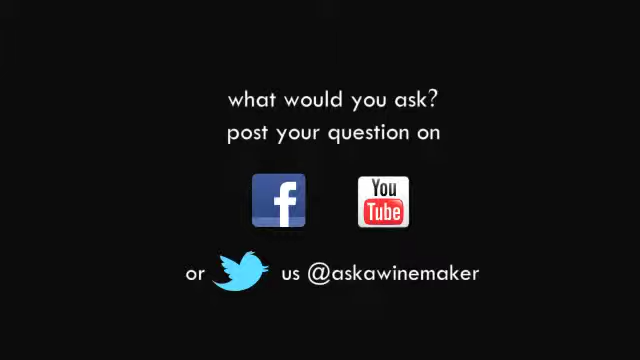 what would you ask?
post your question on
f
You
Tube
or us @askawinemaker